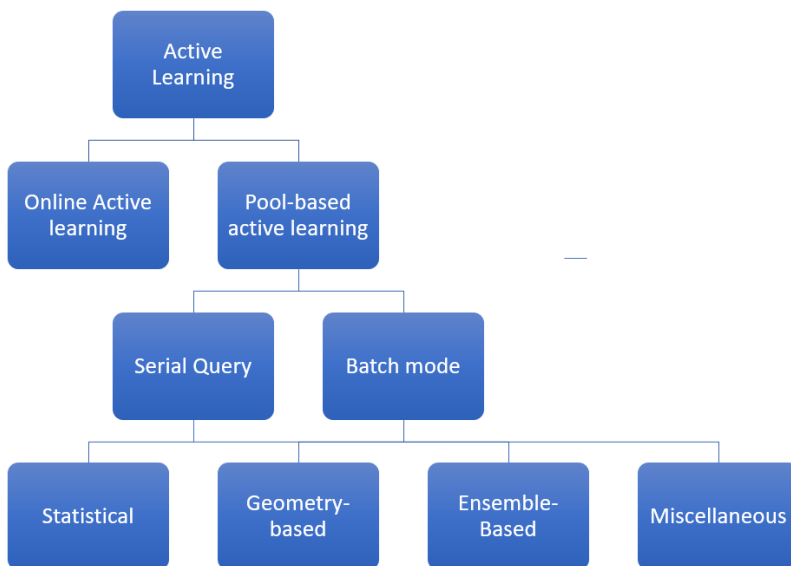 Active
Learning
Online Active
learning
Pool-based
active learning
Serial Query
Batch mode
Statistical
Geometry-
based
Ensemble-
Based
Miscellaneous